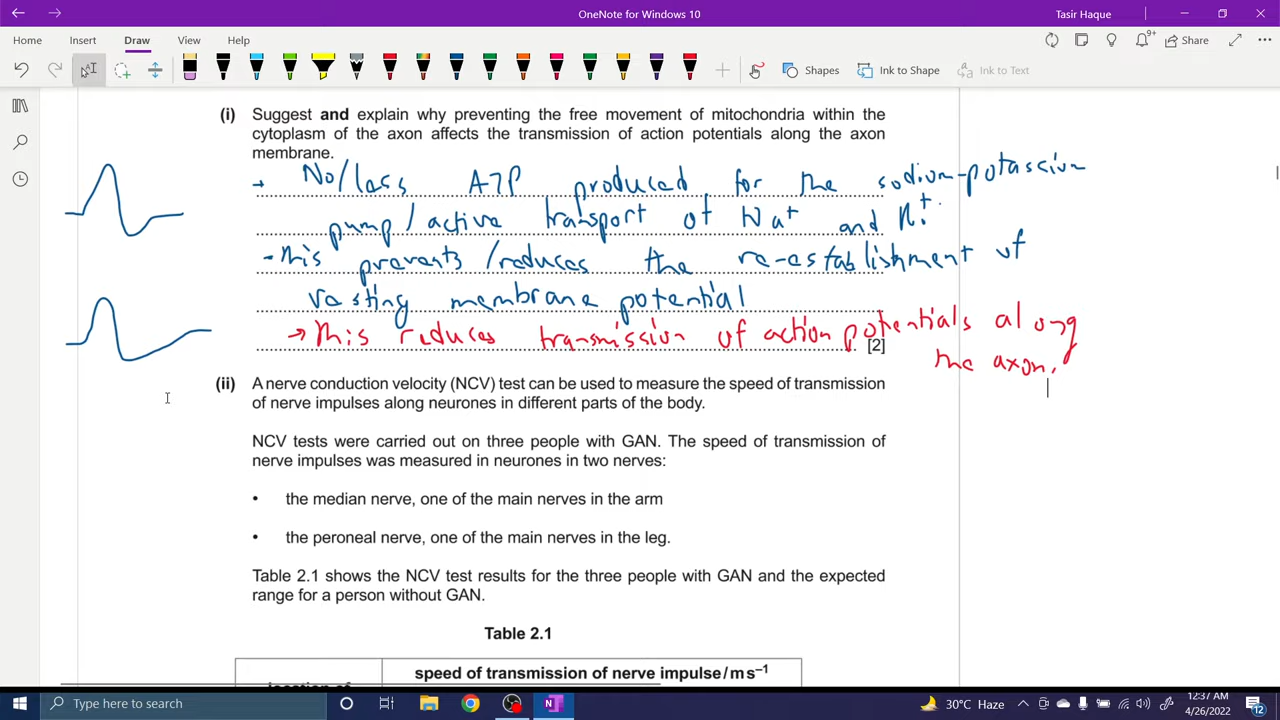 OneNote for Windows 10
Tasir Haque
Home
Insert
Draw
View
Help
9+
Share
Shapes
Ink to Shape
Ink to Text
(i) Suggest and explain why preventing the free movement of mitochondria within the
cytoplasm of the axon affects the transmission of action potentials along the axon
membrane.
→ No/less ATP produced for the sodium-potassium
pump/active transport of Na+ and K+.
- This prevents/reduces the re-establishment of
resting membrane potential
→ This reduces transmission of action potentials along
[2]
the axon.
(ii) A nerve conduction velocity (NCV) test can be used to measure the speed of transmission
of nerve impulses along neurones in different parts of the body.
NCV tests were carried out on three people with GAN. The speed of transmission of
nerve impulses was measured in neurones in two nerves:
• the median nerve, one of the main nerves in the arm
• the peroneal nerve, one of the main nerves in the leg.
Table 2.1 shows the NCV test results for the three people with GAN and the expected
range for a person without GAN.
Table 2.1
speed of transmission of nerve impulse/m s–1
location of
Type here to search
30°C Haze
12:37 AM
4/26/2022
12